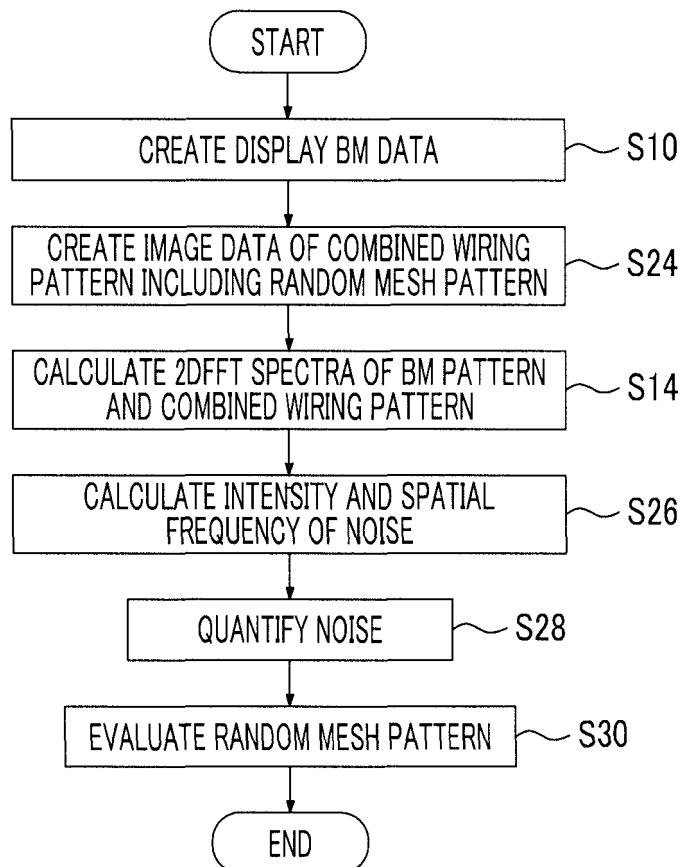 START
CREATE DISPLAY BM DATA
S10
CREATE IMAGE DATA OF COMBINED WIRING
PATTERN INCLUDING RANDOM MESH PATTERN
S24
CALCULATE 2DFFT SPECTRA OF BM PATTERN
AND COMBINED WIRING PATTERN
S14
CALCULATE INTENSITY AND SPATIAL
FREQUENCY OF NOISE
S26
QUANTIFY NOISE
S28
EVALUATE RANDOM MESH PATTERN
S30
END